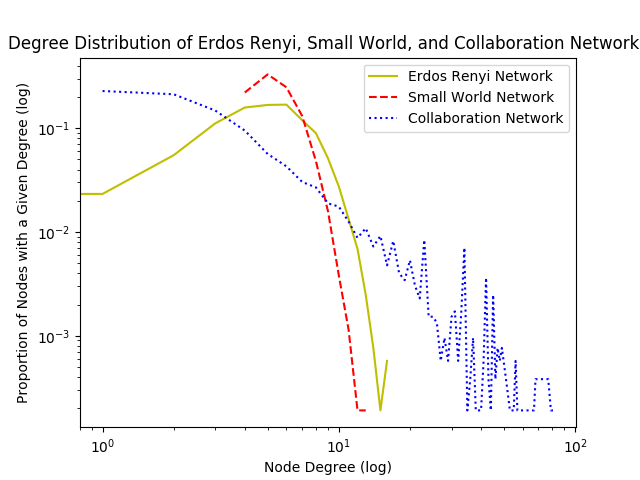 Degree Distribution of Erdos Renyi, Small World, and Collaboration Network
Erdos Renyi Network
Small World Network
Collaboration Network
Proportion of Nodes with a Given Degree (log)
10⁻¹
10⁻²
10⁻³
10⁰
10¹
10²
Node Degree (log)